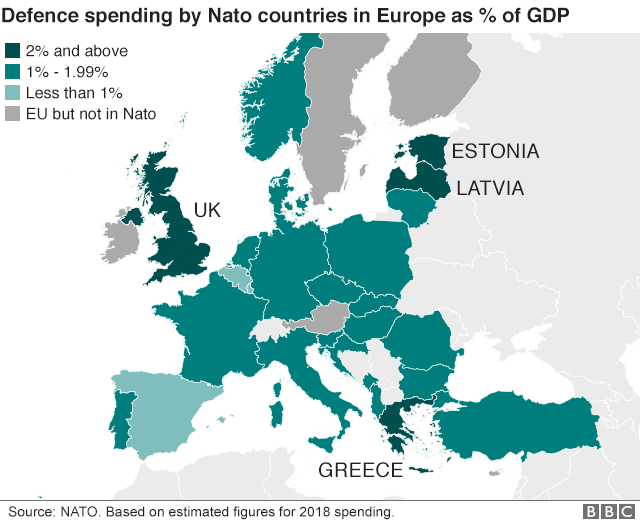 Defence spending by Nato countries in Europe as % of GDP
2% and above
1% - 1.99%
Less than 1%
EU but not in Nato
ESTONIA
LATVIA
UK
GREECE
Source: NATO. Based on estimated figures for 2018 spending.
BBC